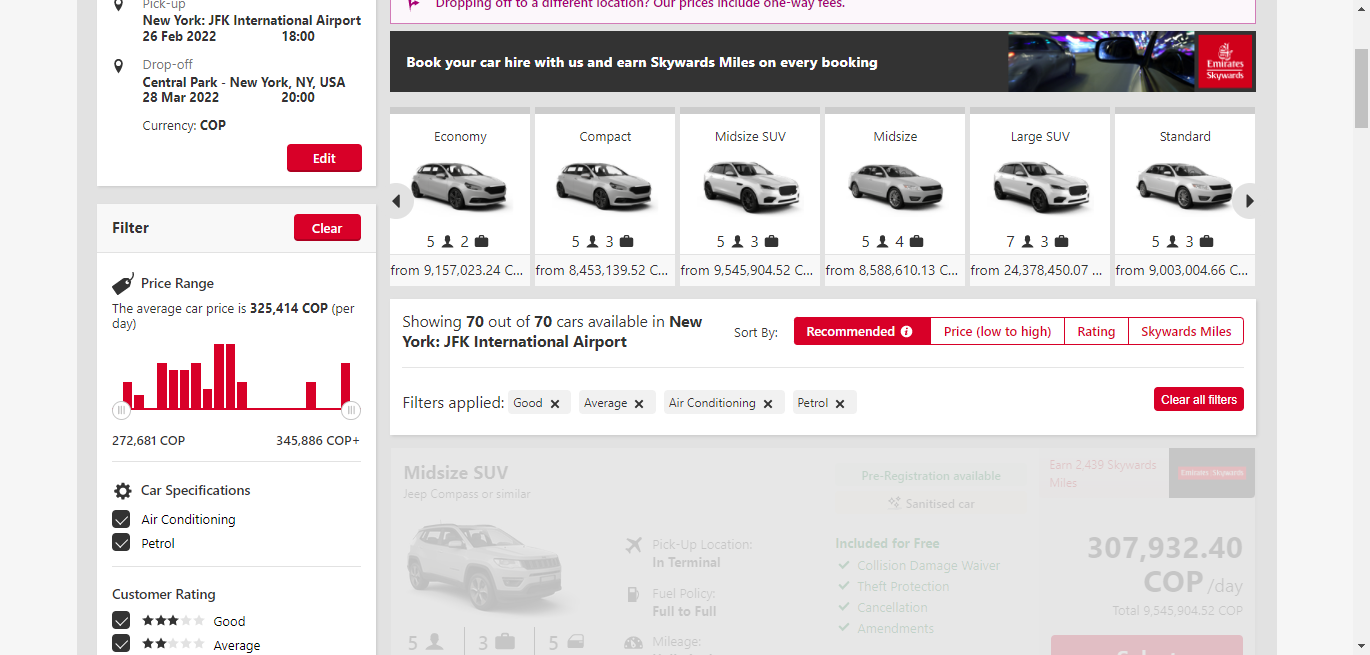 Pick-up
New York: JFK International Airport
26 Feb 2022 18:00
Drop-off
Central Park - New York, NY, USA
28 Mar 2022 20:00
Currency: COP
Edit
Filter
Clear
Price Range
The average car price is 325,414 COP (per
day)
272,681 COP 345,886 COP+
Car Specifications
Air Conditioning
Petrol
Customer Rating
Good
Average
Dropping off to a different location? Our prices include one-way fees.
Book your car hire with us and earn Skywards Miles on every booking
Emirates
Skywards
Economy
5 2
from 9,157,023.24 C...
Compact
5 3
from 8,453,139.52 C...
Midsize SUV
5 3
from 9,545,904.52 C...
Midsize
5 4
from 8,588,610.13 C...
Large SUV
7 3
from 24,378,450.07 ...
Standard
5 3
from 9,003,004.66 C...
Showing 70 out of 70 cars available in New
York: JFK International Airport
Sort By:
Recommended
Price (low to high)
Rating
Skywards Miles
Filters applied: Good Average Air Conditioning Petrol
Clear all filters
Midsize SUV
Jeep Compass or similar
5 3 5
Pick-Up Location:
In Terminal
Fuel Policy:
Full to Full
Mileage:
Pre-Registration available
Sanitised car
Included for Free
Collision Damage Waiver
Theft Protection
Cancellation
Amendments
Earn 2,439 Skywards
Miles
Emirates Skywards
307,932.40
COP /day
Total 9,545,904.52 COP
Select